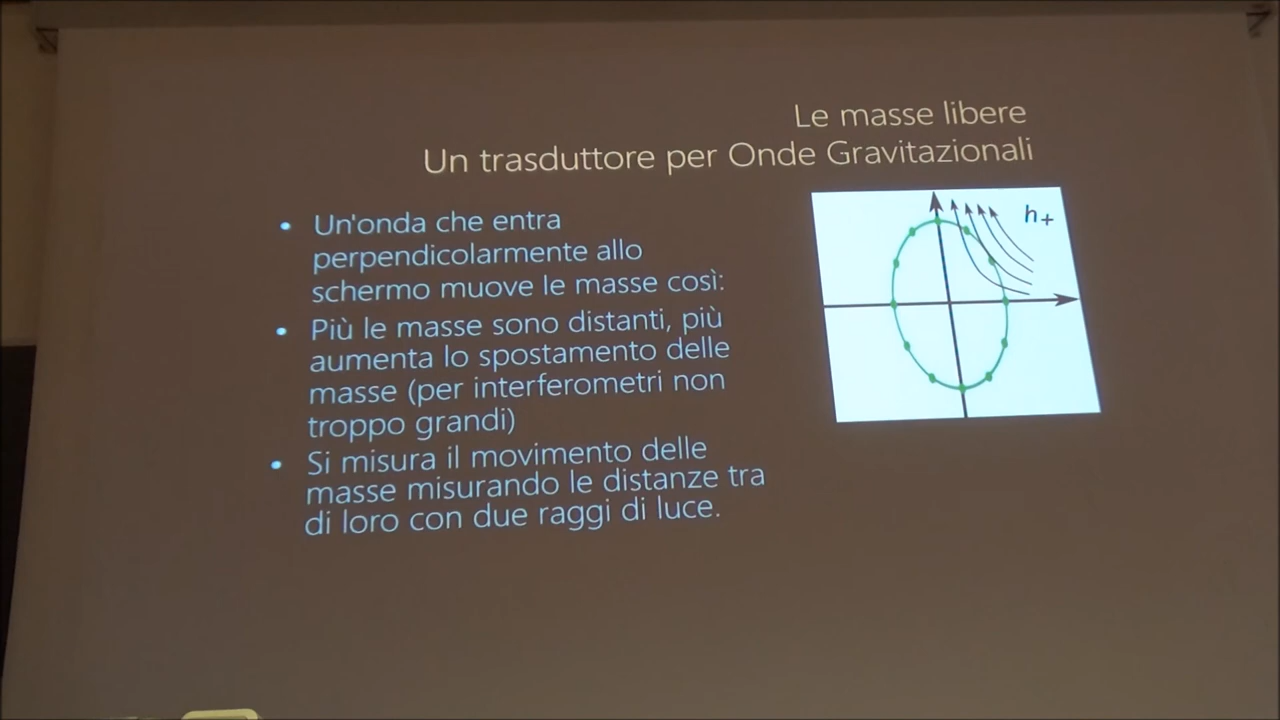 Le masse libere
Un trasduttore per Onde Gravitazionali
• Un'onda che entra
perpendicolarmente allo
schermo muove le masse così:
• Più le masse sono distanti, più
aumenta lo spostamento delle
masse (per interferometri non
troppo grandi)
• Si misura il movimento delle
masse misurando le distanze tra
di loro con due raggi di luce.
h+